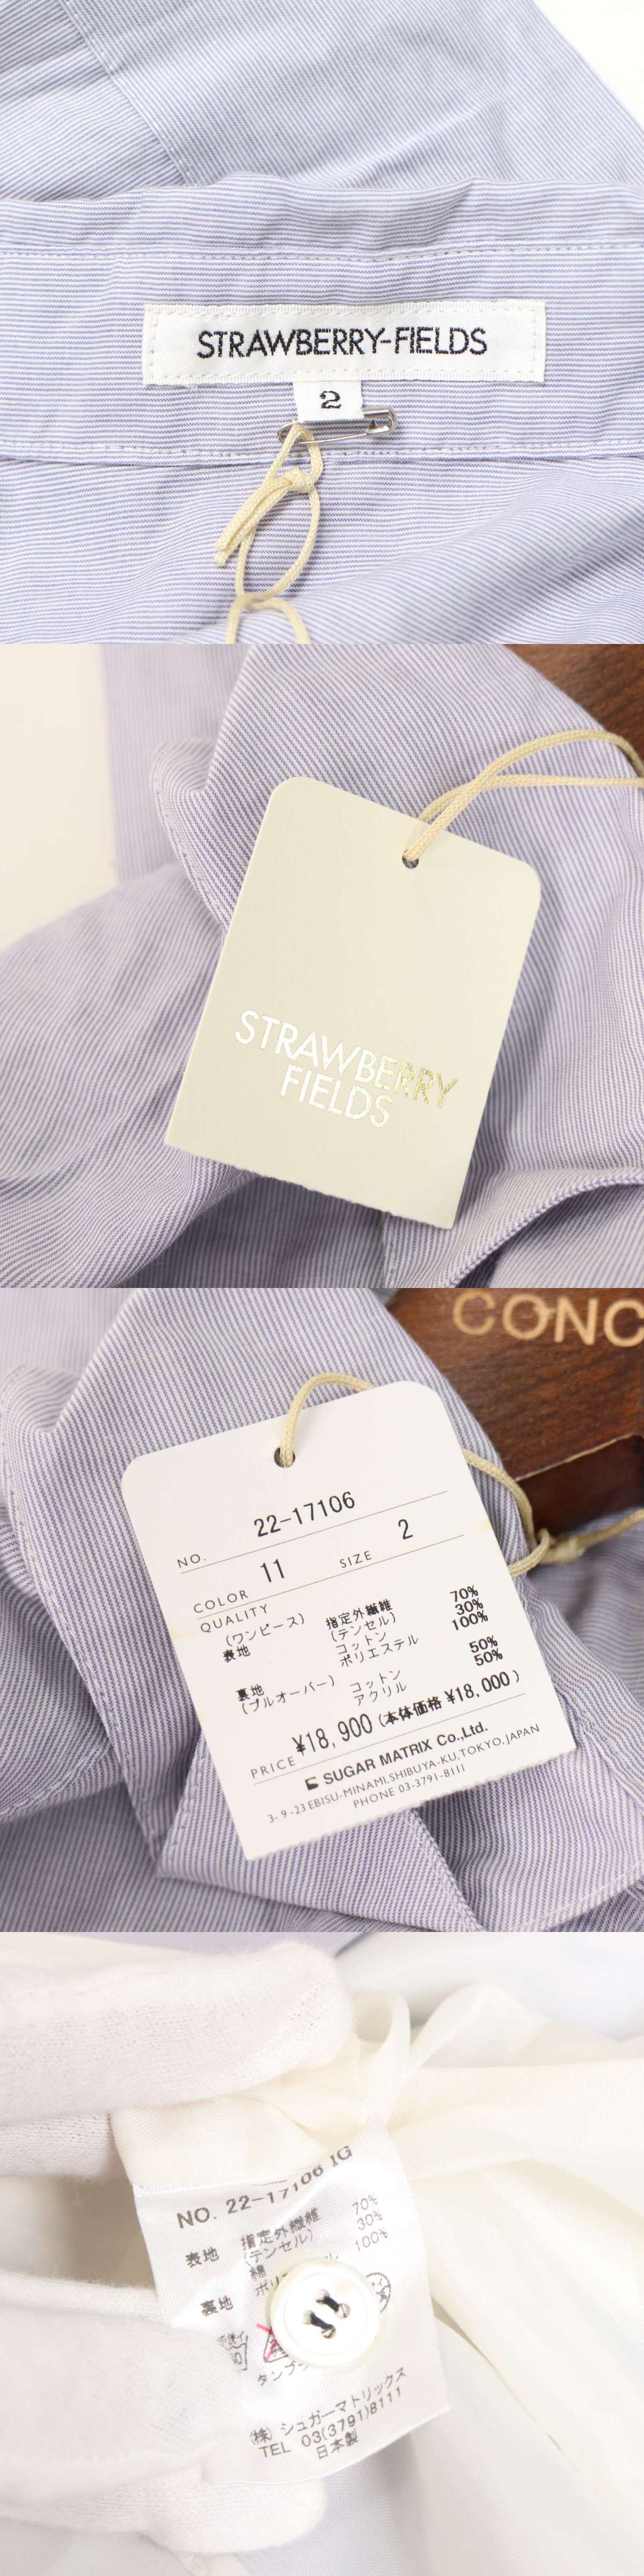 STRAWBERRY-FIELDS
2
STRAWBERRY
FIELDS
CONC
NO. 22-17106
COLOR 11 SIZE 2
QUALITY
(ワンピース) 指定外繊維 70%
表地 (テンセル) 30%
コットン 100%
裏地 ポリエステル
(プルオーバー) コットン 50%
アクリル 50%
PRICE ¥18,900 (本体価格 ¥18,000)
SUGAR MATRIX Co.,Ltd.
3-9-23 EBISU-MINAMI,SHIBUYA-KU,TOKYO,JAPAN
PHONE 03-3791-8111
NO. 22-17106 IG
表地 指定外繊維 70%
(テンセル) 30%
綿 100%
裏地
(株) シュガーマトリックス
TEL 03(3791)8111
日本製